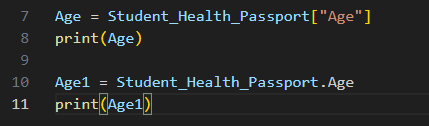 7 Age = Student_Health_Passport["Age"]
8 print(Age)
9
10 Age1 = Student_Health_Passport.Age
11 print(Age1)